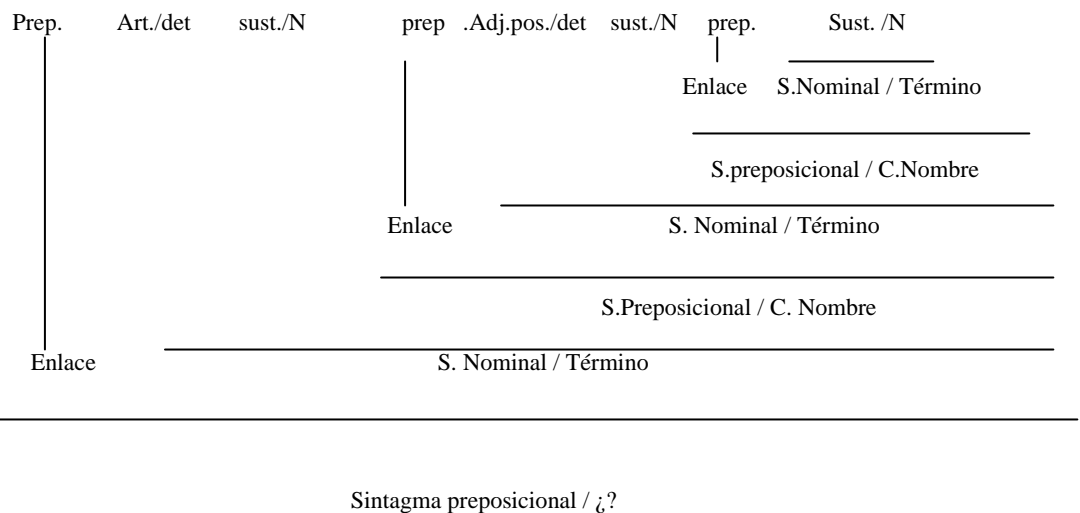 Prep. Art./det sust./N prep .Adj.pos./det sust./N prep. Sust. /N
Enlace S.Nominal / Término
S.preposicional / C.Nombre
Enlace S. Nominal / Término
S.Preposicional / C. Nombre
Enlace S. Nominal / Término
Sintagma preposicional / ¿?